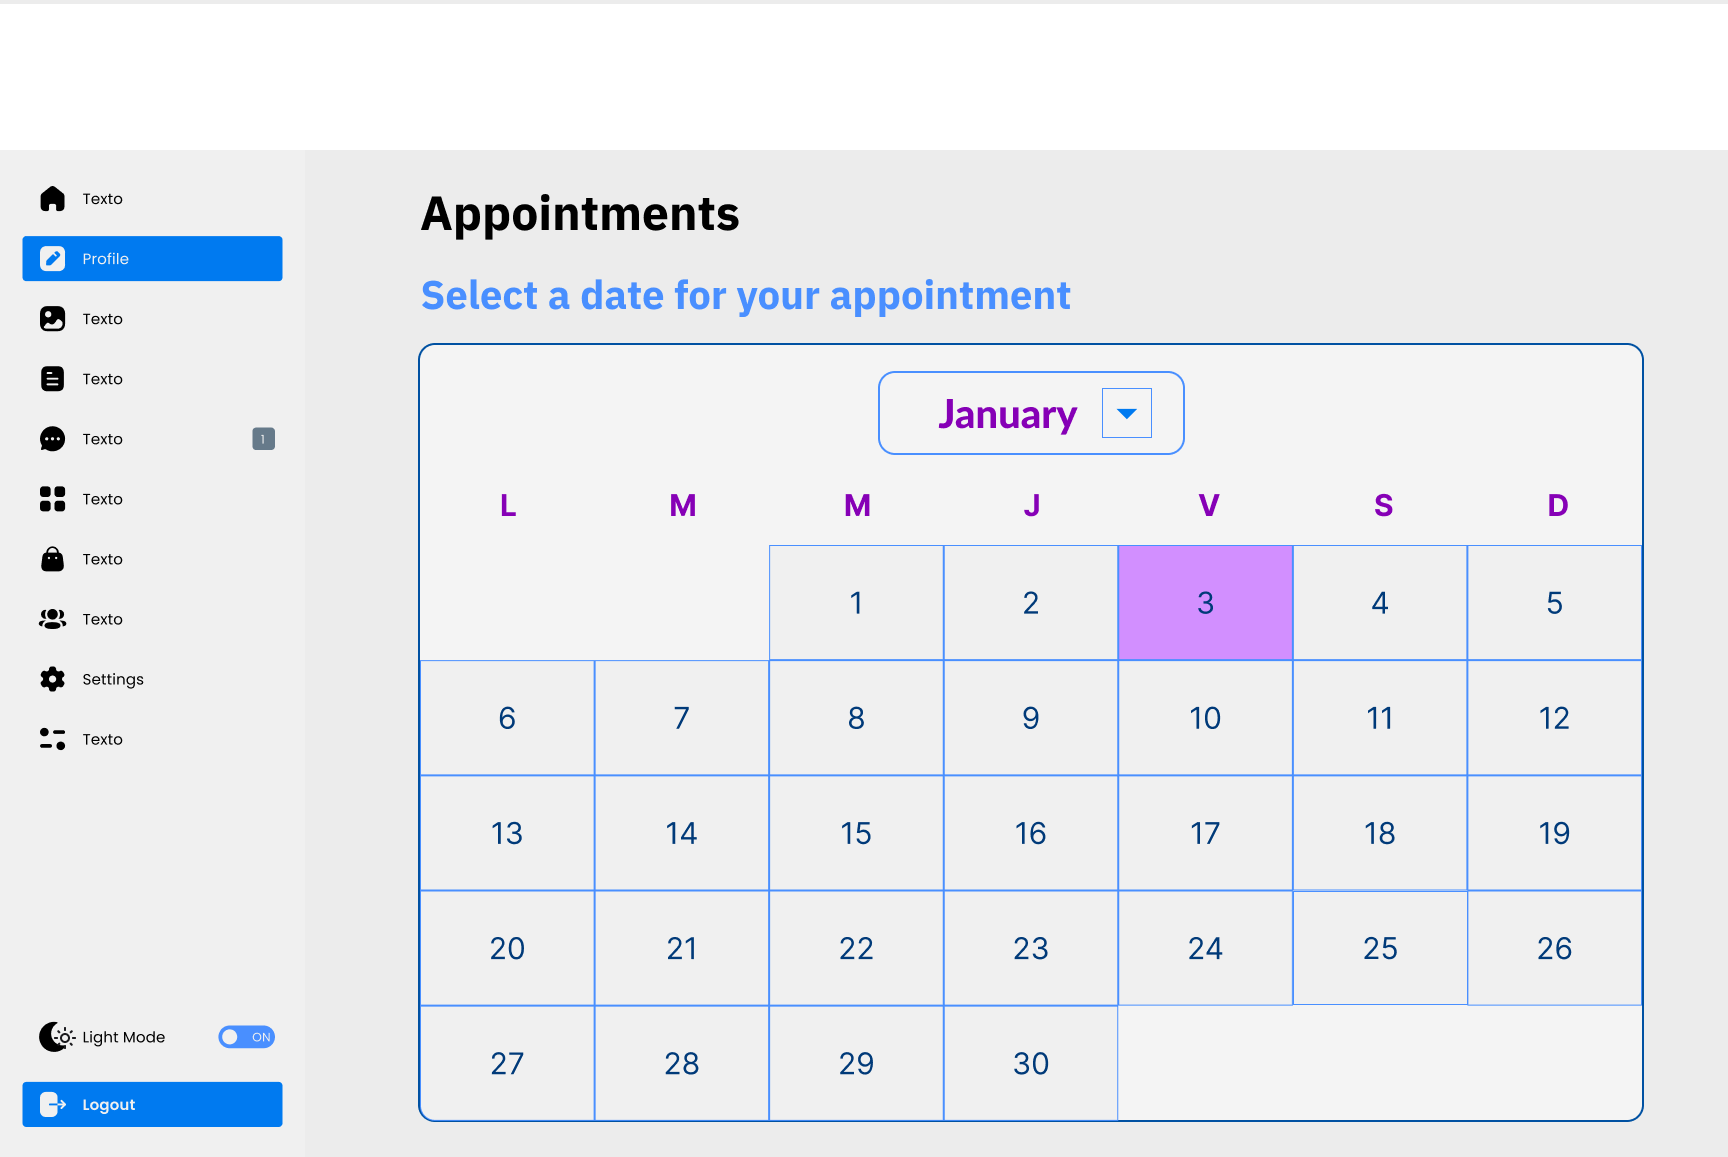 Texto
Profile
Texto
Texto
Texto 1
Texto
Texto
Texto
Settings
Texto
Light Mode ON
Logout
Appointments
Select a date for your appointment
January
L M M J V S D
1 2 3 4 5
6 7 8 9 10 11 12
13 14 15 16 17 18 19
20 21 22 23 24 25 26
27 28 29 30